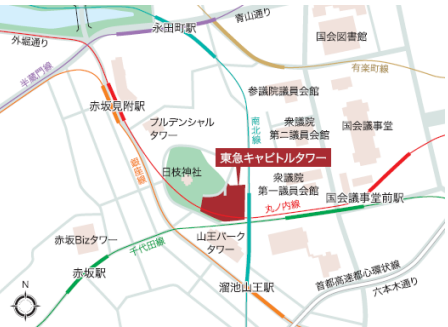 青山通り
永田町駅
外堀通り
国会図書館
半蔵門線
有楽町線
赤坂見附駅
参議院議員会館
プルデンシャル
タワー
南北線
衆議院
第二議員会館
国会議事堂
東急キャピトルタワー
銀座線
日枝神社
衆議院
第一議員会館
国会議事堂前駅
丸ノ内線
赤坂Bizタワー
山王パーク
タワー
千代田線
赤坂駅
溜池山王駅
首都高速都心環状線
六本木通り
N